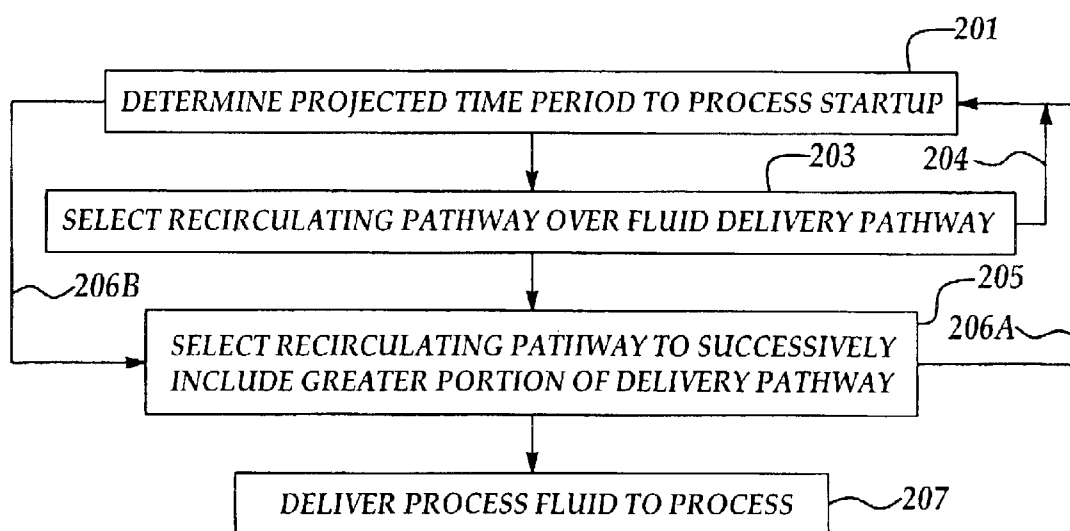 201
DETERMINE PROJECTED TIME PERIOD TO PROCESS STARTUP
203
204
SELECT RECIRCULATING PATHWAY OVER FLUID DELIVERY PATHWAY
206B
205
206A
SELECT RECIRCULATING PATHWAY TO SUCCESSIVELY
INCLUDE GREATER PORTION OF DELIVERY PATHWAY
DELIVER PROCESS FLUID TO PROCESS
207